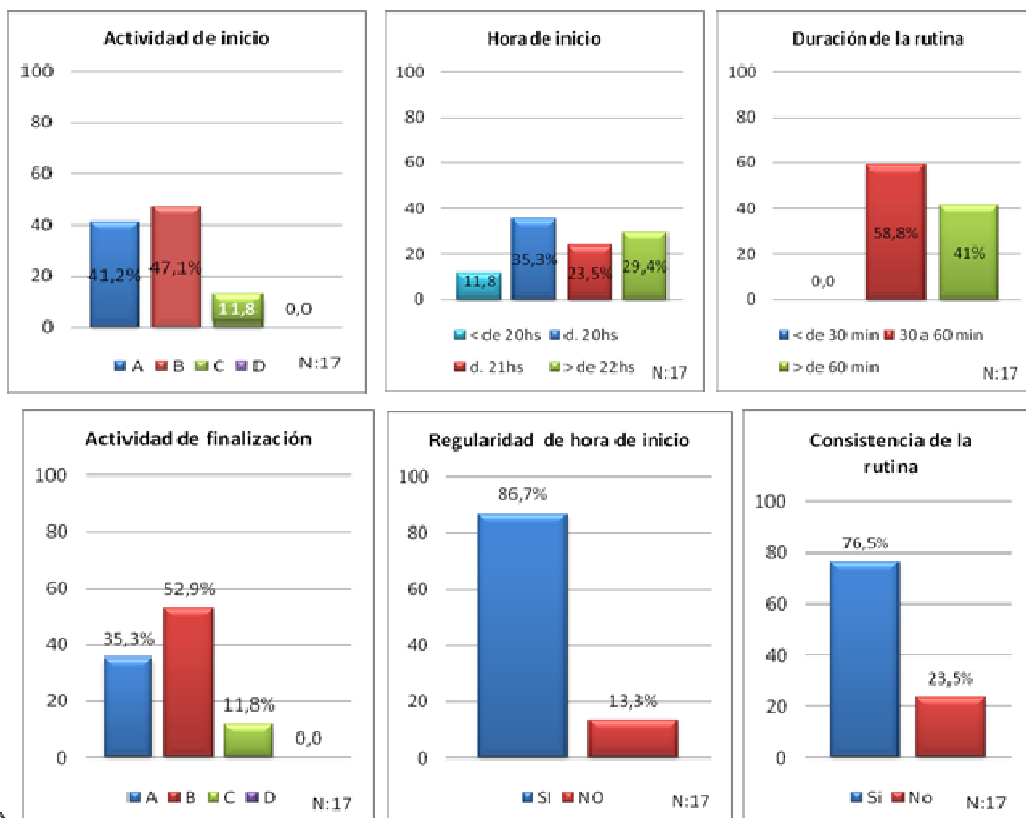 Actividad de inicio
100
80
60
40
20
0
41,2%
47,1%
11,8
0,0
A B C D
N:17
Hora de inicio
100
80
60
40
20
0
11,8
35,3%
23,5%
29,4%
< de 20hs d. 20hs
d. 21hs > de 22hs
N:17
Duración de la rutina
100
80
60
40
20
0
0,0
58,8%
41%
< de 30 min 30 a 60 min
> de 60 min
N:17
Actividad de finalización
100
80
60
40
20
0
35,3%
52,9%
11,8%
0,0
A B C D
N:17
Regularidad de hora de inicio
100
80
60
40
20
0
86,7%
13,3%
SI NO
N:17
Consistencia de la
rutina
100
80
60
40
20
0
76,5%
23,5%
Si No
N:17